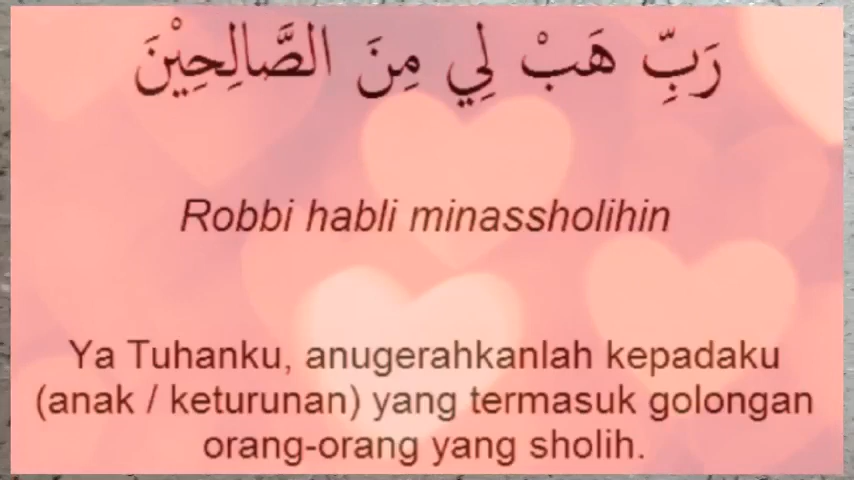 رَبِّ هَبْ لِي مِنَ الصَّالِحِيْنَ
Robbi habli minassholihin
Ya Tuhanku, anugerahkanlah kepadaku
(anak / keturunan) yang termasuk golongan
orang-orang yang sholih.